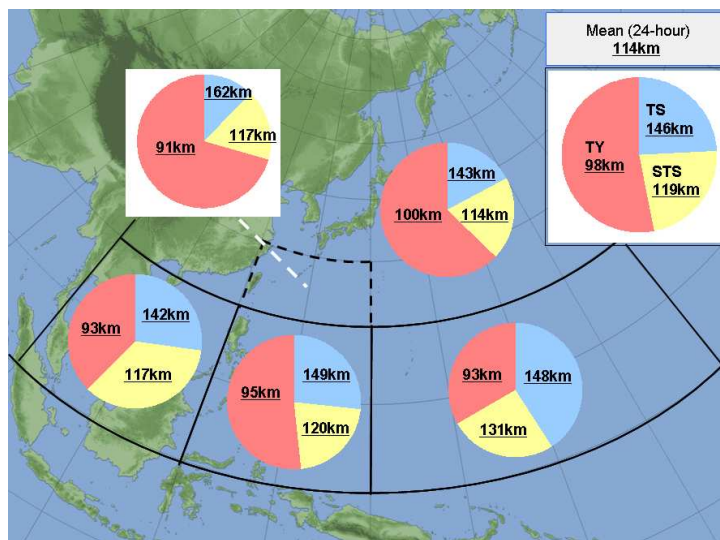 Mean (24-hour)
114km
TS
146km
TY
98km
STS
119km
162km
117km
91km
143km
114km
100km
142km
93km
117km
149km
95km
120km
148km
93km
131km